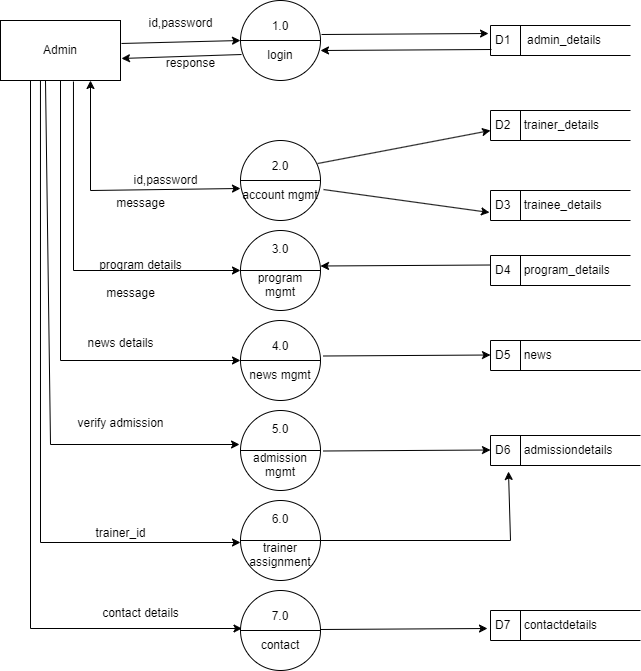 Admin
id,password
response
1.0
login
D1 admin_details
D2 trainer_details
id,password
message
2.0
account mgmt
D3 trainee_details
program details
message
3.0
program
mgmt
D4 program_details
news details
4.0
news mgmt
D5 news
verify admission
5.0
admission
mgmt
D6 admissiondetails
trainer_id
6.0
trainer
assignment
contact details
7.0
contact
D7 contactdetails